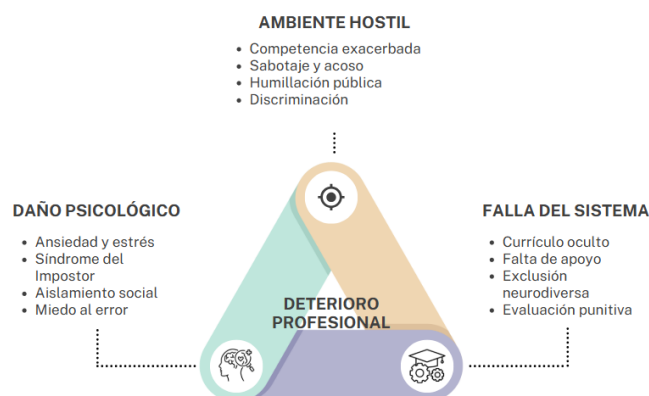 AMBIENTE HOSTIL
• Competencia exacerbada
• Sabotaje y acoso
• Humillación pública
• Discriminación
DAÑO PSICOLÓGICO
• Ansiedad y estrés
• Síndrome del
Impostor
• Aislamiento social
• Miedo al error
FALLA DEL SISTEMA
• Currículo oculto
• Falta de apoyo
• Exclusión
neurodiversa
• Evaluación punitiva
DETERIORO
PROFESIONAL